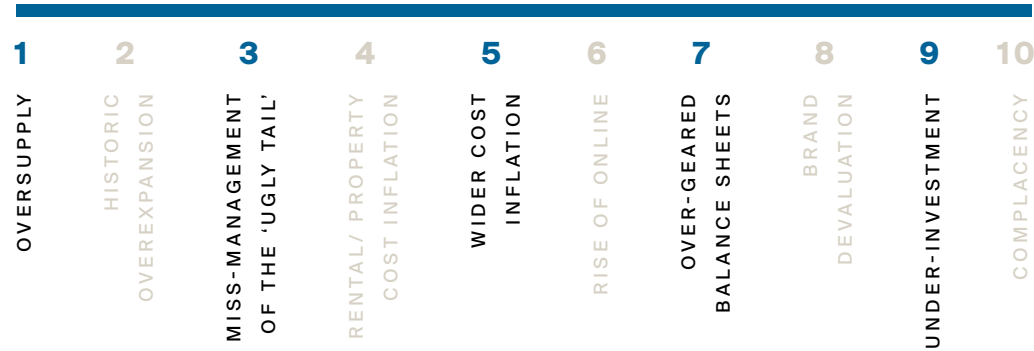 1
OVERSUPPLY
2
HISTORIC
OVEREXPANSION
3
MISS-MANAGEMENT
OF THE ‘UGLY TAIL’
4
RENTAL/ PROPERTY
COST INFLATION
5
WIDER COST
INFLATION
6
RISE OF ONLINE
7
OVER-GEARED
BALANCE SHEETS
8
BRAND
DEVALUATION
9
UNDER-INVESTMENT
10
COMPLACENCY